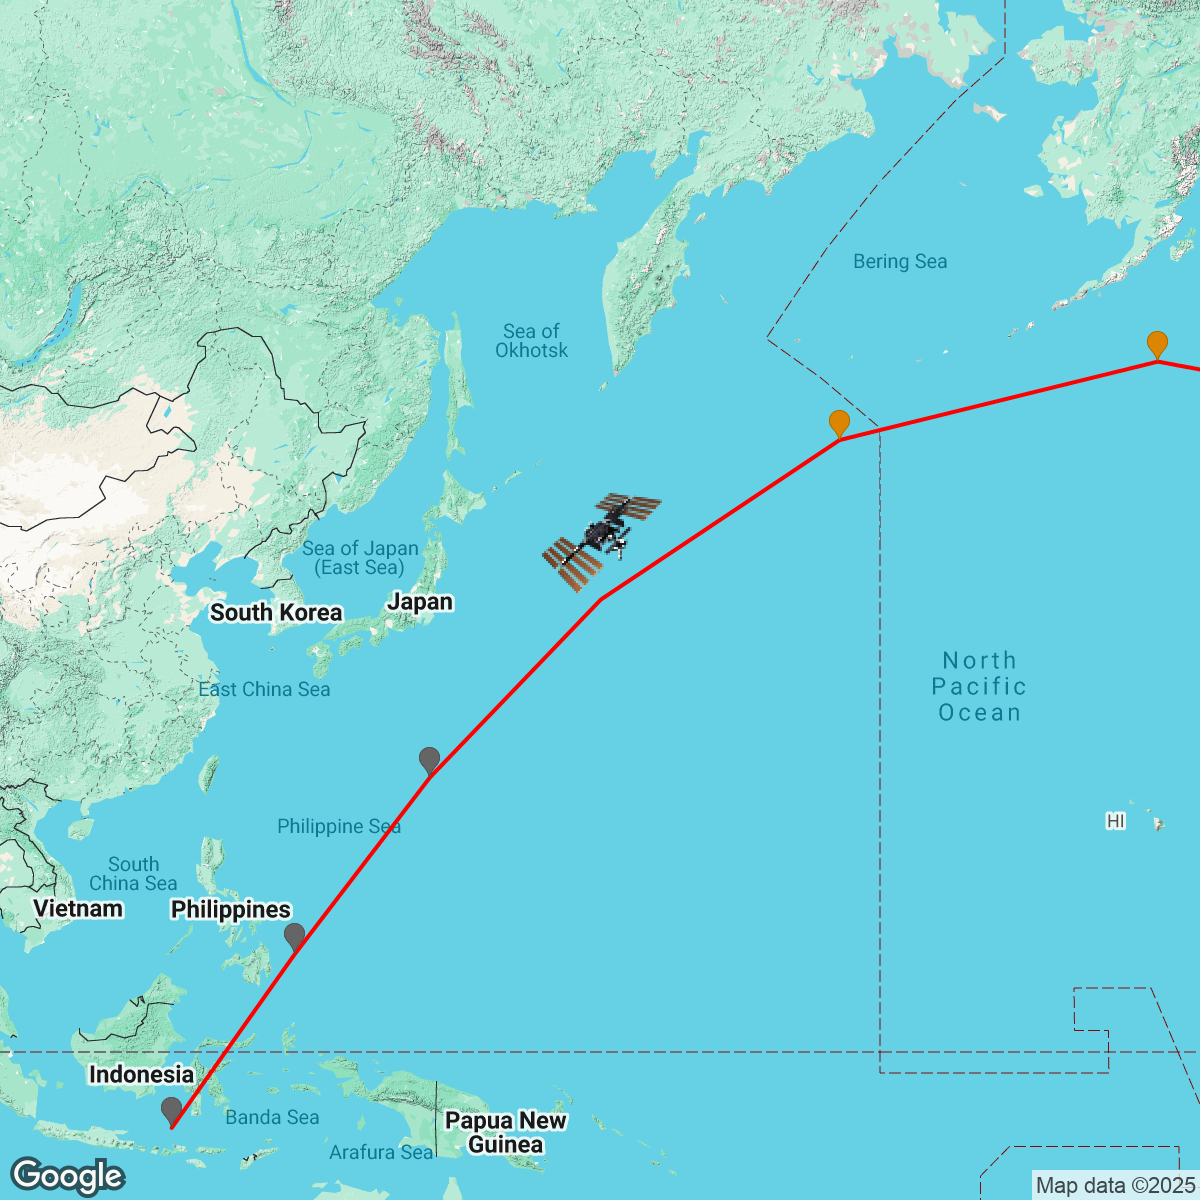 Bering Sea
Sea of
Okhotsk
Sea of Japan
(East Sea)
Japan
South Korea
North
Pacific
Ocean
East China Sea
HI
Philippine Sea
South
China Sea
Vietnam
Philippines
Indonesia
Banda Sea
Papua New
Guinea
Arafura Sea
Google
Map data ©2025